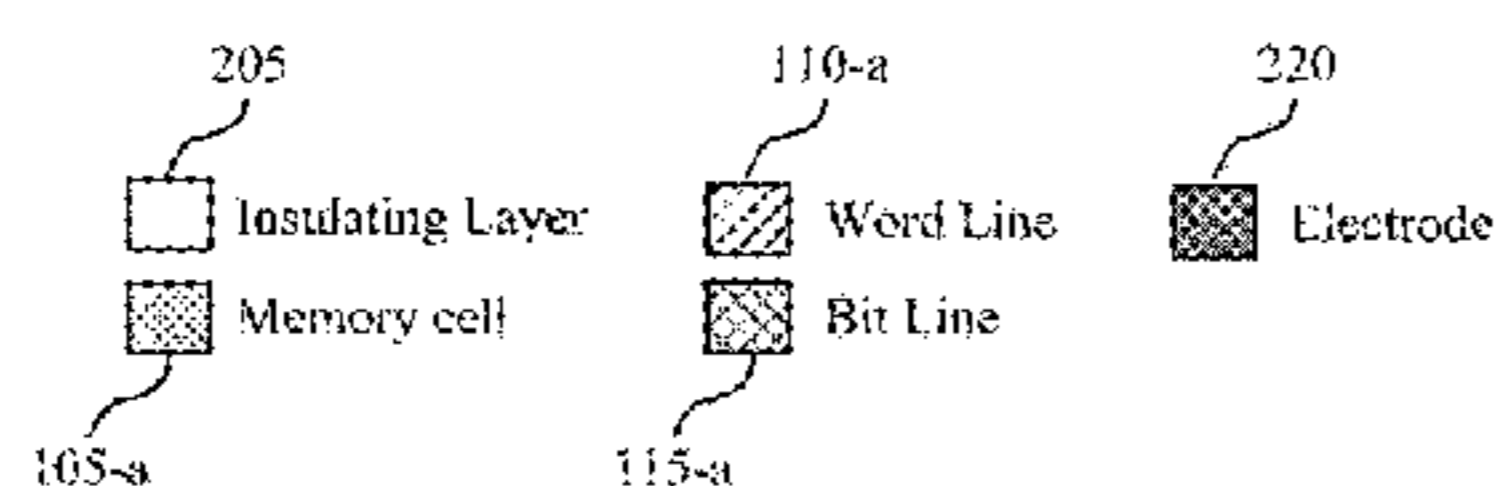 205 110-a 220
Insulating Layer Word Line Electrode
Memory cell Bit Line
105-a 115-a